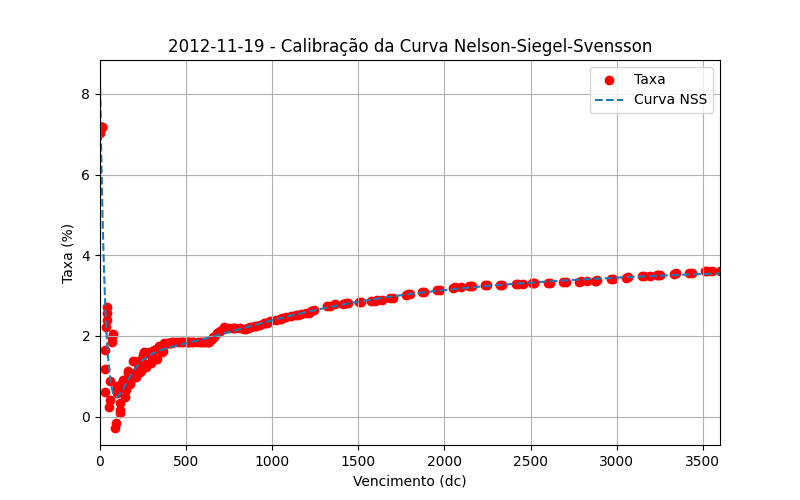 2012-11-19 - Calibração da Curva Nelson-Siegel-Svensson
Taxa
Curva NSS
Taxa (%)
8
6
4
2
0
0 500 1000 1500 2000 2500 3000 3500
Vencimento (dc)